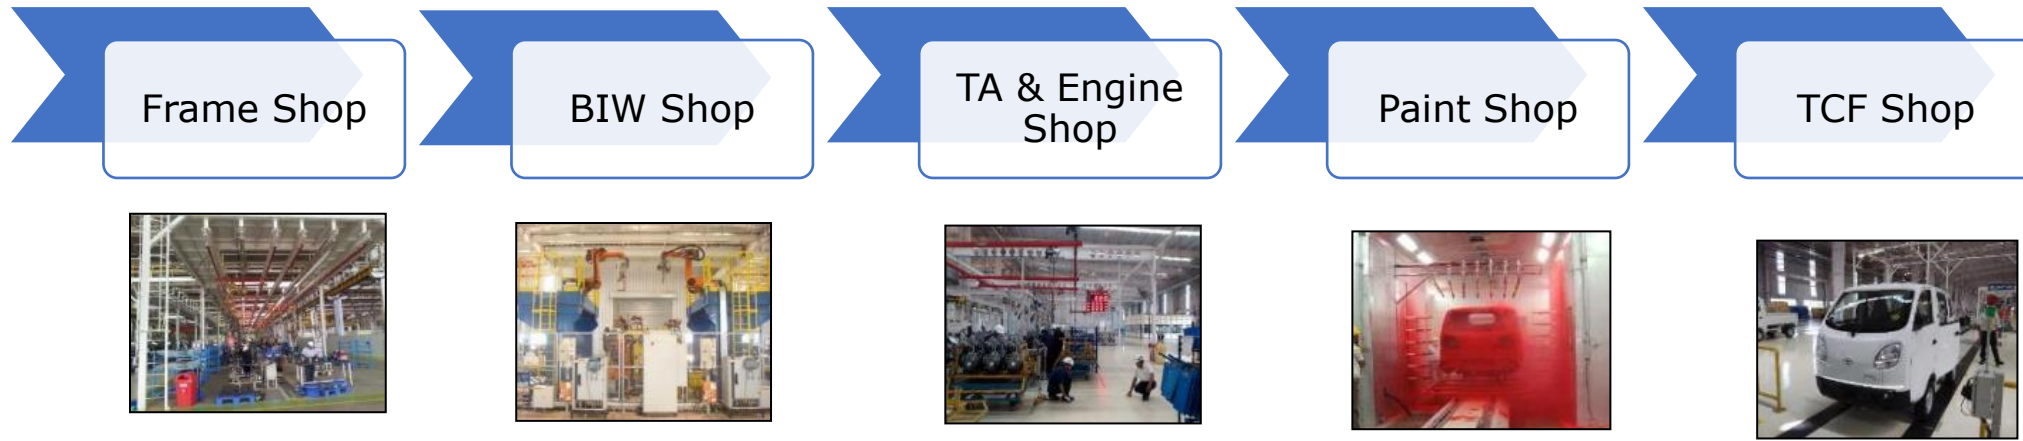 Frame Shop
BIW Shop
TA & Engine
Shop
Paint Shop
TCF Shop